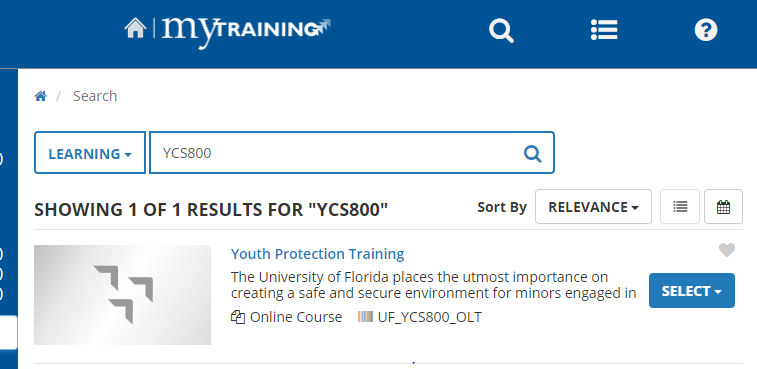 myTRAINING
/ Search
LEARNING YCS800
SHOWING 1 OF 1 RESULTS FOR "YCS800" Sort By RELEVANCE
Youth Protection Training
The University of Florida places the utmost importance on
creating a safe and secure environment for minors engaged in
SELECT
Online Course UF_YCS800_OLT